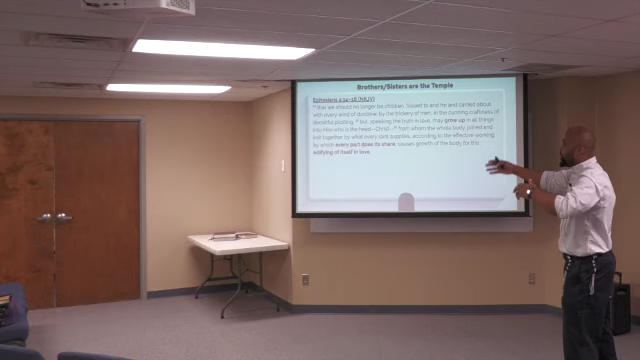 Brothers/Sisters are the Temple
Ephesians 4:14-16 (NKJV)
14 that we should no longer be children, tossed to and fro and carried about
with every wind of doctrine, by the trickery of men, in the cunning craftiness of
deceitful plotting, 15 but, speaking the truth in love, may grow up in all things
into Him who is the head—Christ— 16 from whom the whole body, joined and
knit together by what every joint supplies, according to the effective working
by which every part does its share, causes growth of the body for the
edifying of itself in love.